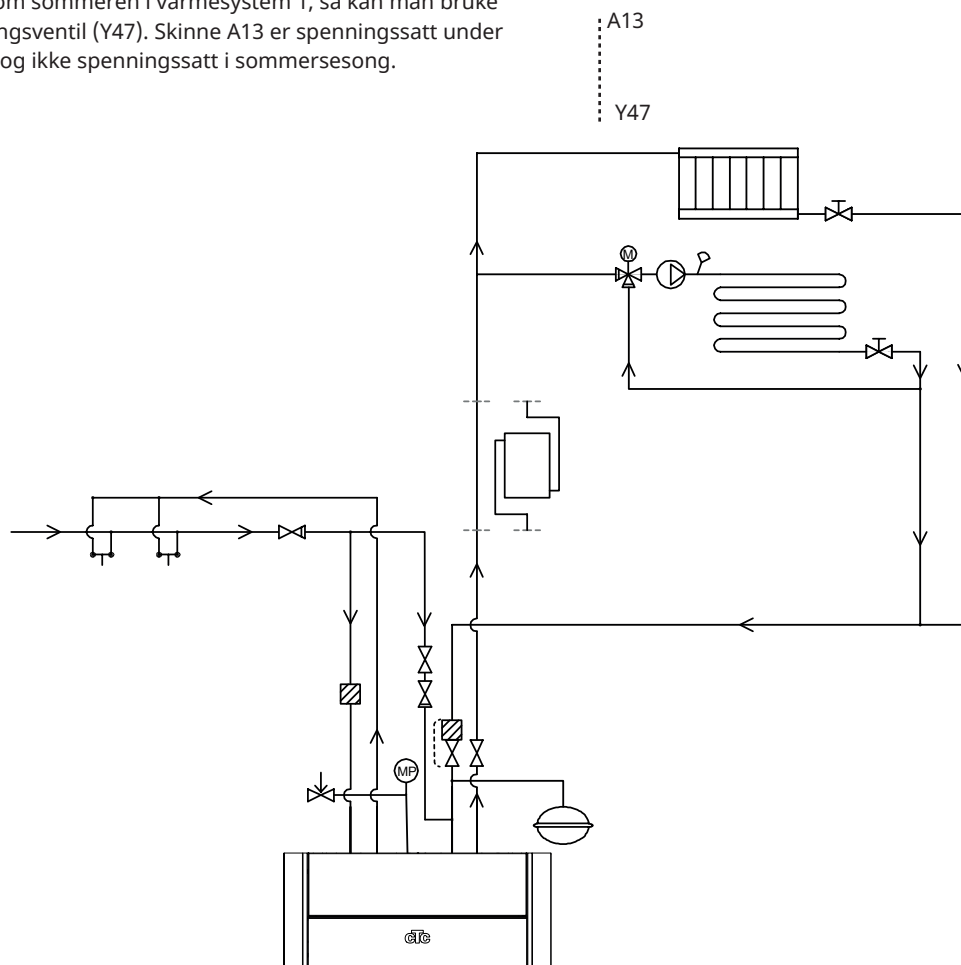 om sommeren i varmesystem 1, så kan man bruke
ngsventil (Y47). Skinne A13 er spenningssatt under
og ikke spenningssatt i sommersesong.
A13
Y47
M
MP
CTC